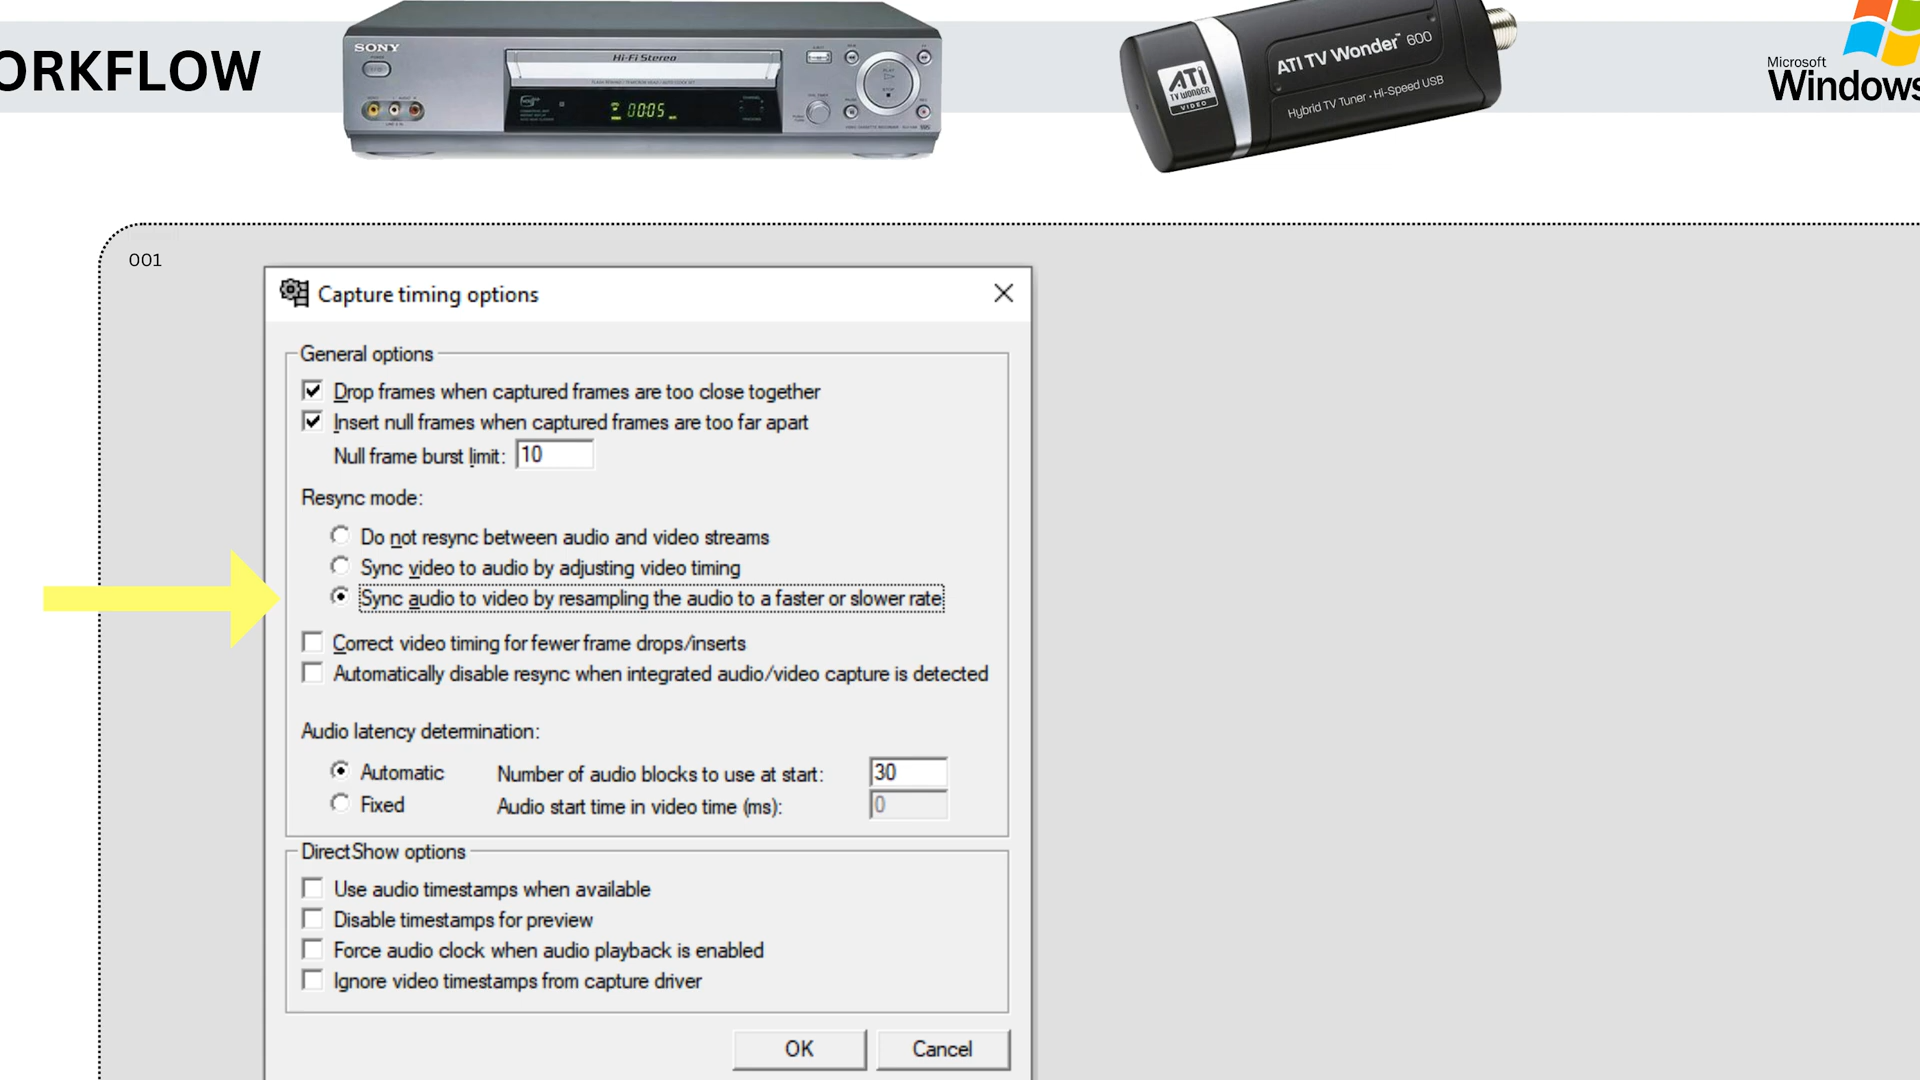 ORKFLOW
SONY
Hi-Fi Stereo
00:05
ATI
TV WONDER
VIDEO
ATI TV Wonder™ 600
Hybrid TV Tuner • Hi-Speed USB
Microsoft
Windows
001
Capture timing options
General options
Drop frames when captured frames are too close together
Insert null frames when captured frames are too far apart
Null frame burst limit: 10
Resync mode:
Do not resync between audio and video streams
Sync video to audio by adjusting video timing
Sync audio to video by resampling the audio to a faster or slower rate
Correct video timing for fewer frame drops/inserts
Automatically disable resync when integrated audio/video capture is detected
Audio latency determination:
Automatic Number of audio blocks to use at start: 30
Fixed Audio start time in video time (ms): 0
DirectShow options
Use audio timestamps when available
Disable timestamps for preview
Force audio clock when audio playback is enabled
Ignore video timestamps from capture driver
OK Cancel